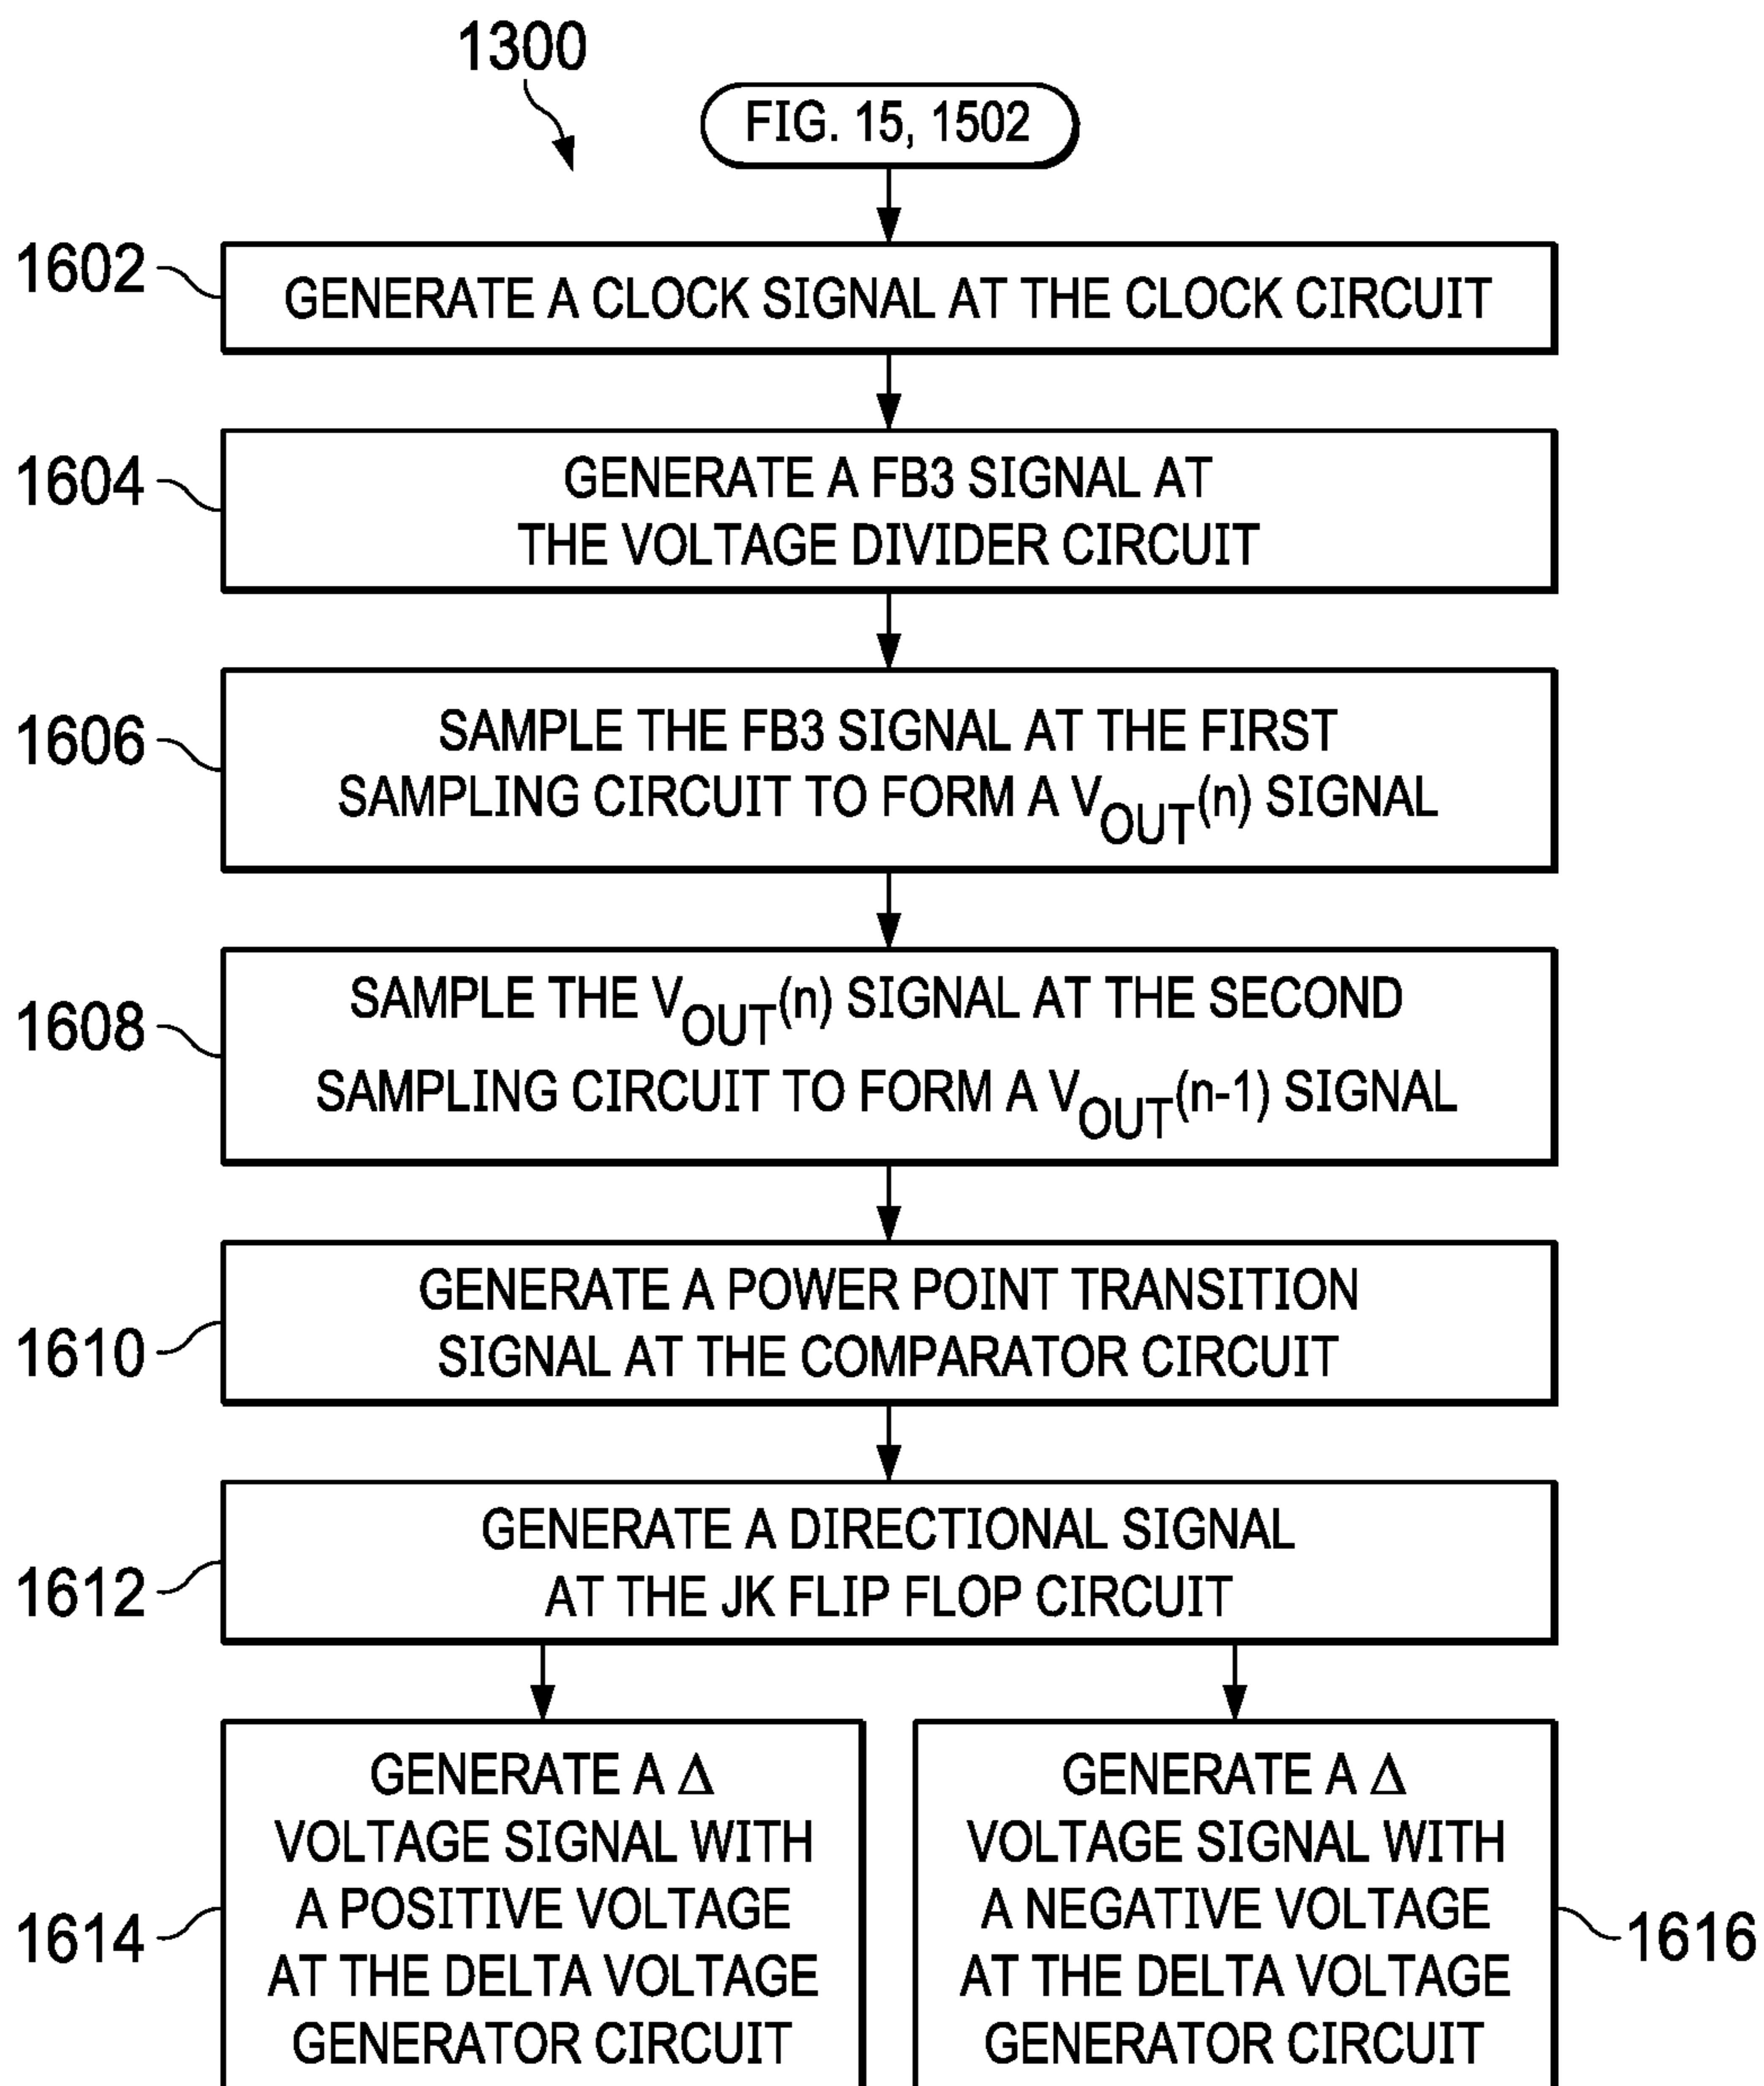 1300
FIG. 15, 1502
1602
GENERATE A CLOCK SIGNAL AT THE CLOCK CIRCUIT
1604
GENERATE A FB3 SIGNAL AT
THE VOLTAGE DIVIDER CIRCUIT
1606
SAMPLE THE FB3 SIGNAL AT THE FIRST
SAMPLING CIRCUIT TO FORM A VOUT(n) SIGNAL
1608
SAMPLE THE VOUT(n) SIGNAL AT THE SECOND
SAMPLING CIRCUIT TO FORM A VOUT(n-1) SIGNAL
1610
GENERATE A POWER POINT TRANSITION
SIGNAL AT THE COMPARATOR CIRCUIT
1612
GENERATE A DIRECTIONAL SIGNAL
AT THE JK FLIP FLOP CIRCUIT
1614
GENERATE A Δ
VOLTAGE SIGNAL WITH
A POSITIVE VOLTAGE
AT THE DELTA VOLTAGE
GENERATOR CIRCUIT
GENERATE A Δ
VOLTAGE SIGNAL WITH
A NEGATIVE VOLTAGE
AT THE DELTA VOLTAGE
GENERATOR CIRCUIT
1616